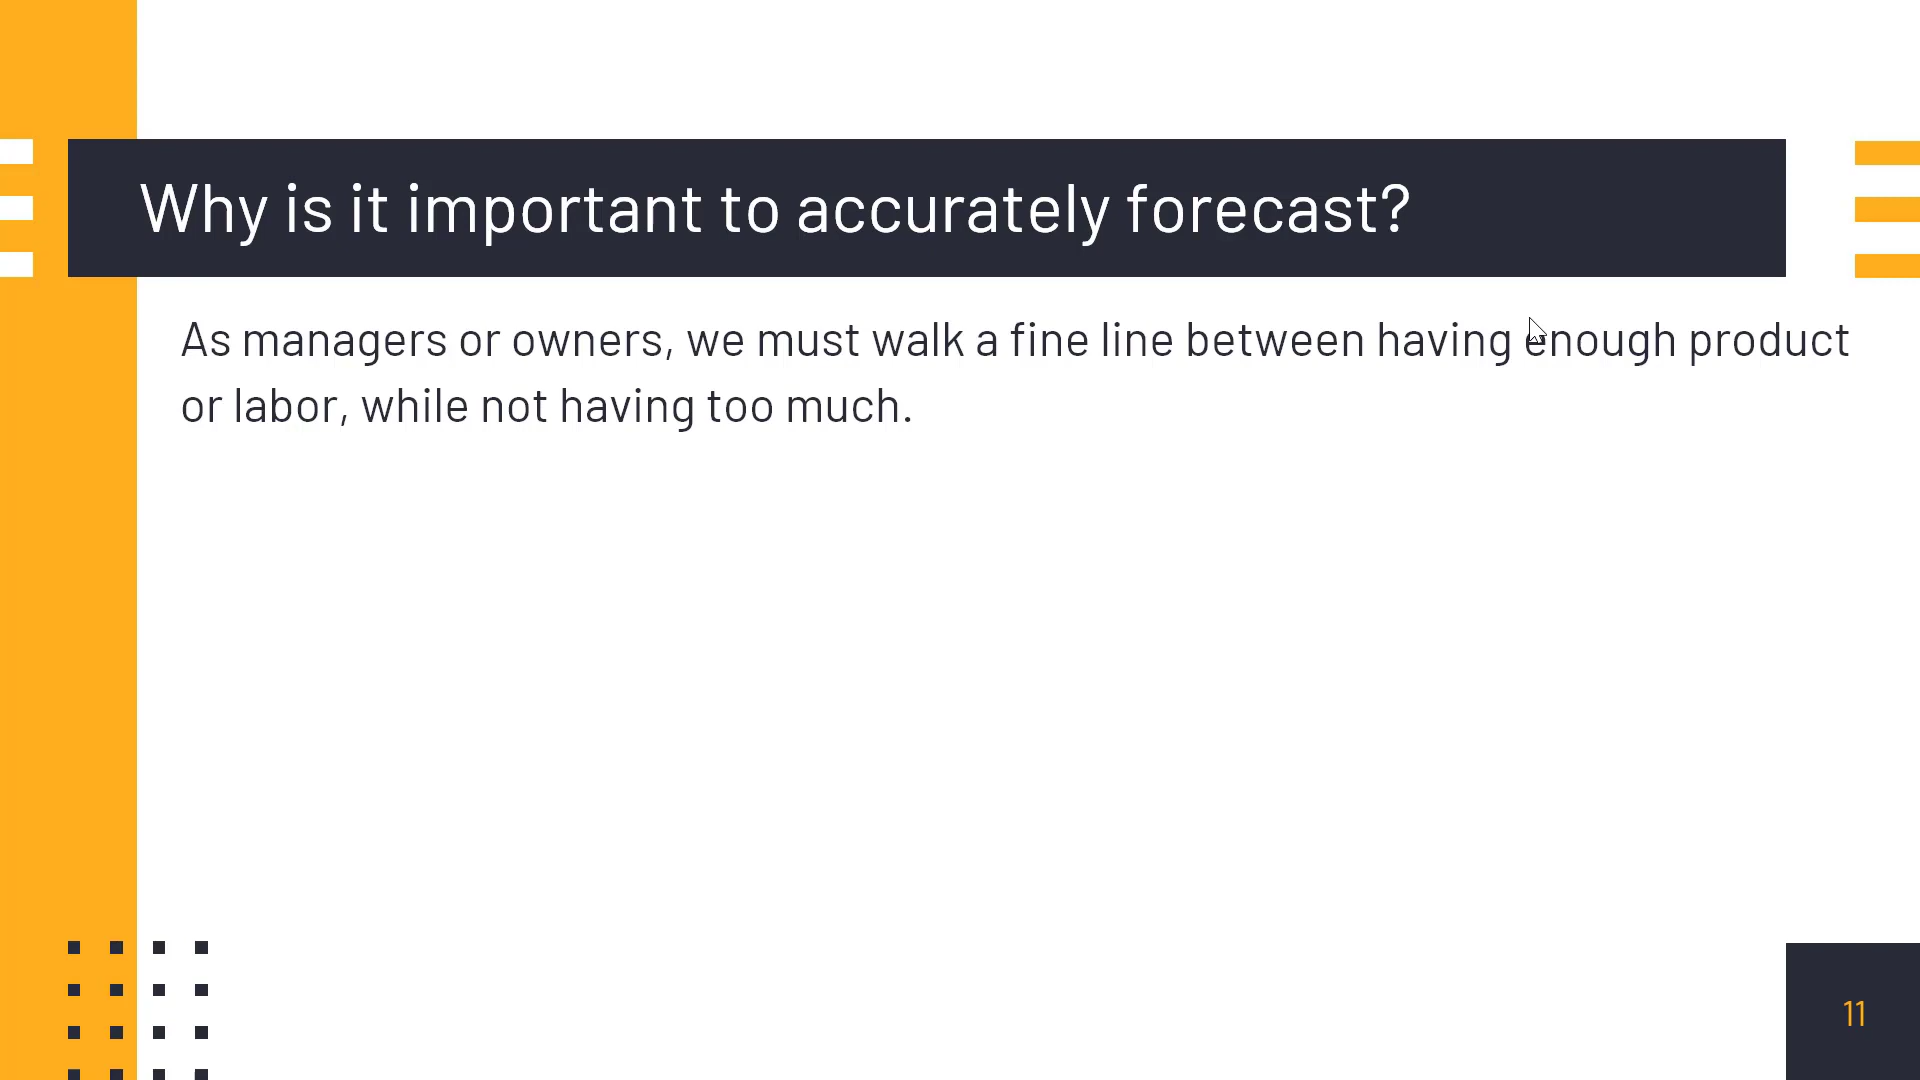 Why is it important to accurately forecast?
As managers or owners, we must walk a fine line between having enough product
or labor, while not having too much.
11